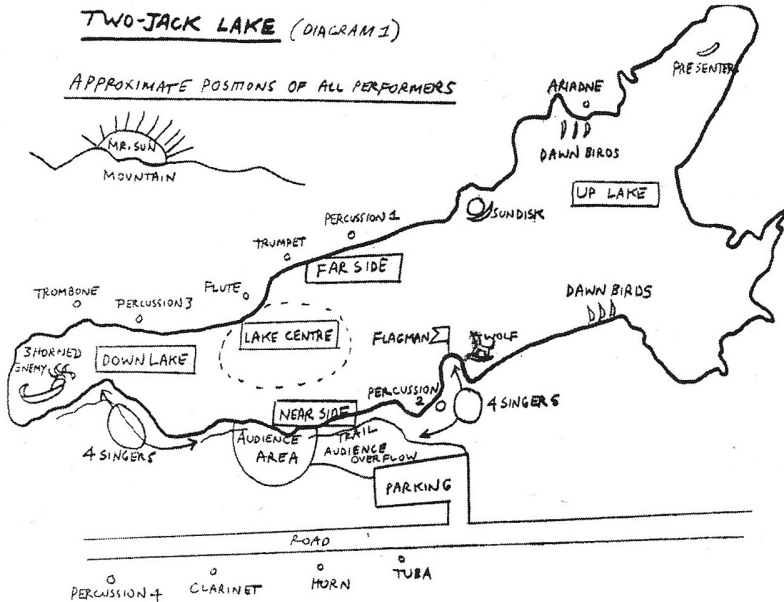 TWO-JACK LAKE (DIAGRAM 1)
APPROXIMATE POSITIONS OF ALL PERFORMERS
PRESENTER
ARIADNE
MR. SUN
DAWN BIRDS
MOUNTAIN
UP LAKE
SUNDISK
PERCUSSION 1
TRUMPET
FAR SIDE
FLUTE
TROMBONE
PERCUSSION 3
DAWN BIRDS
LAKE CENTRE
FLAGMAN
WOLF
3 HORNED
ENEMY
DOWN LAKE
PERCUSSION
2
4 SINGERS
NEAR SIDE
4 SINGERS
AUDIENCE
AREA
TRAIL
AUDIENCE
OVERFLOW
PARKING
ROAD
PERCUSSION 4
CLARINET
HORN
TUBA